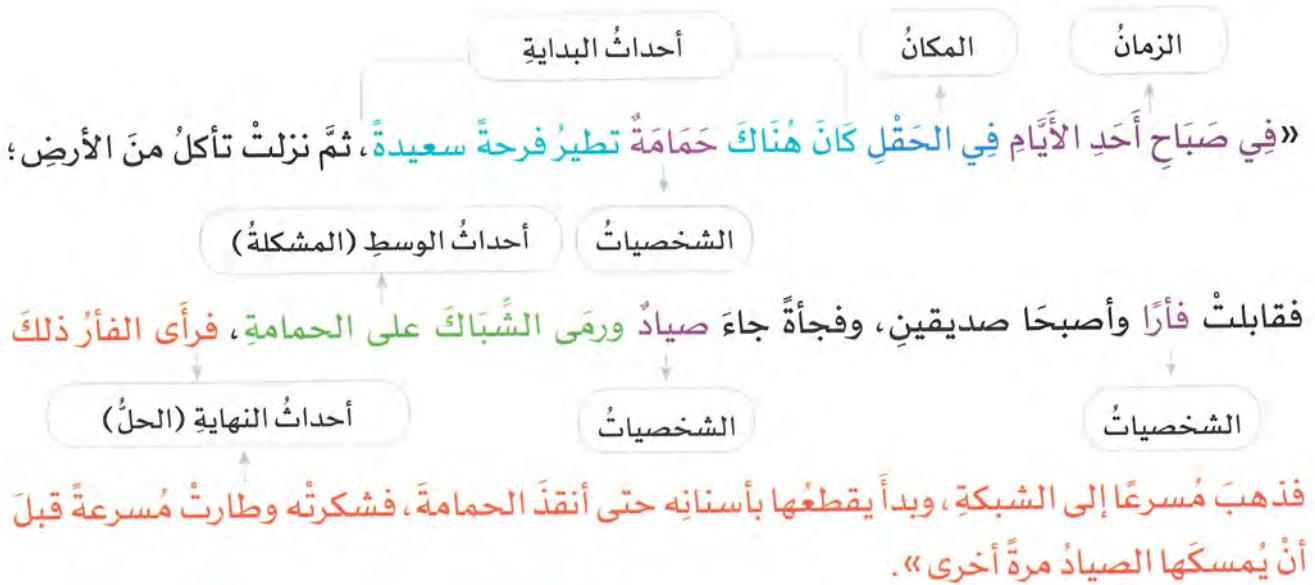 الزمانُ
المكانُ
أحداثُ البدايةِ
«فِي صَبَاحِ أَحَدِ الأَيَّامِ فِي الحَقْلِ كَانَ هُنَاكَ حَمَامَةٌ تطيرُ فرحةً سعيدةً، ثمَّ نزلتْ تأكلُ منَ الأرضِ؛
الشخصياتُ
أحداثُ الوسطِ (المشكلةُ)
فقابلتْ فأرًا وأصبحَا صديقينِ، وفجأةً جاءَ صيادٌ ورمَى الشِّبَاكَ على الحمامةِ، فرأَى الفأرُ ذلكَ
الشخصياتُ
الشخصياتُ
أحداثُ النهايةِ (الحلُّ)
فذهبَ مُسرعًا إلى الشبكةِ، وبدأَ يقطعُها بأسنانِه حتى أنقذَ الحمامةَ، فشكرتْه وطارتْ مُسرعةً قبلَ
أنْ يُمسكَها الصيادُ مرةً أخرى».